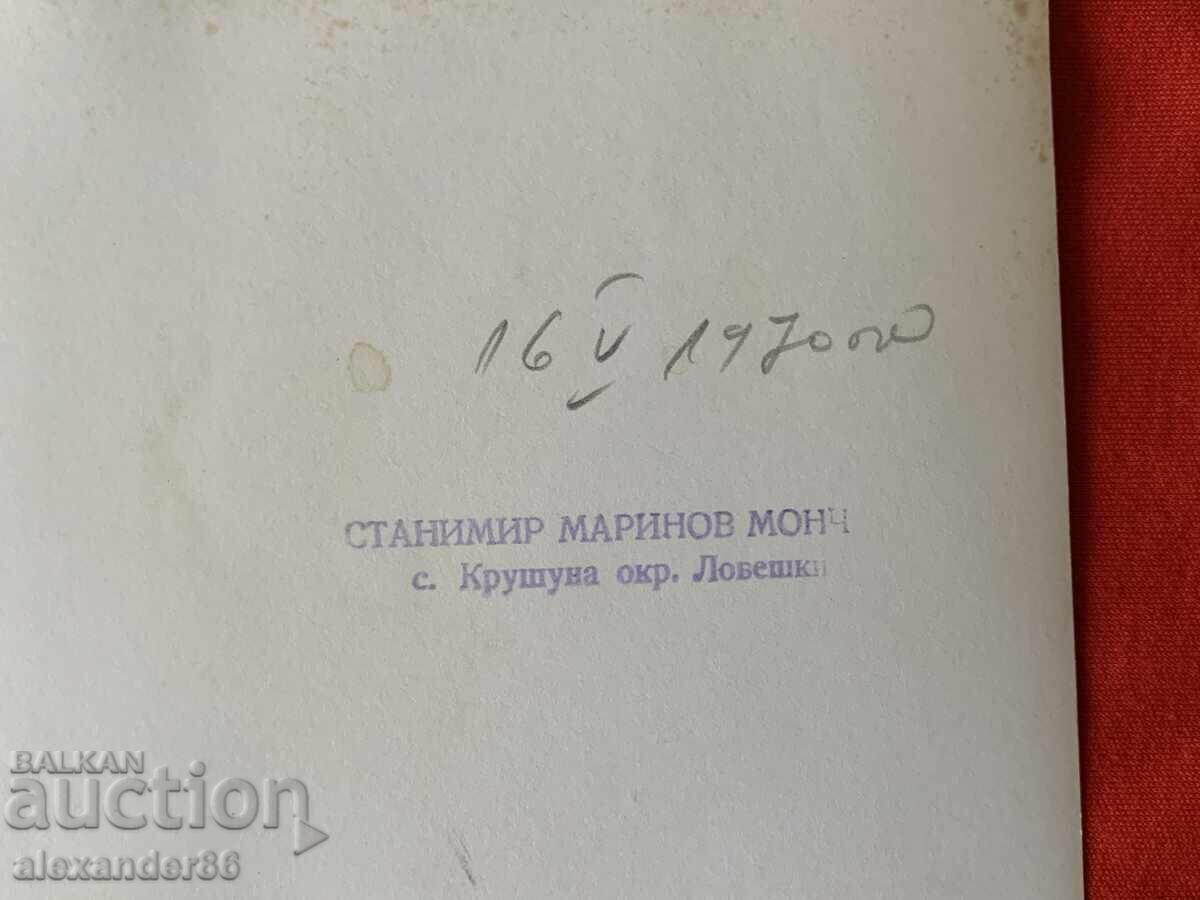 16 V 1970
СТАНИМИР МАРИНОВ МОНЧ
с. Крушуна окр. Ловешки
BALKAN
auction
alexander86